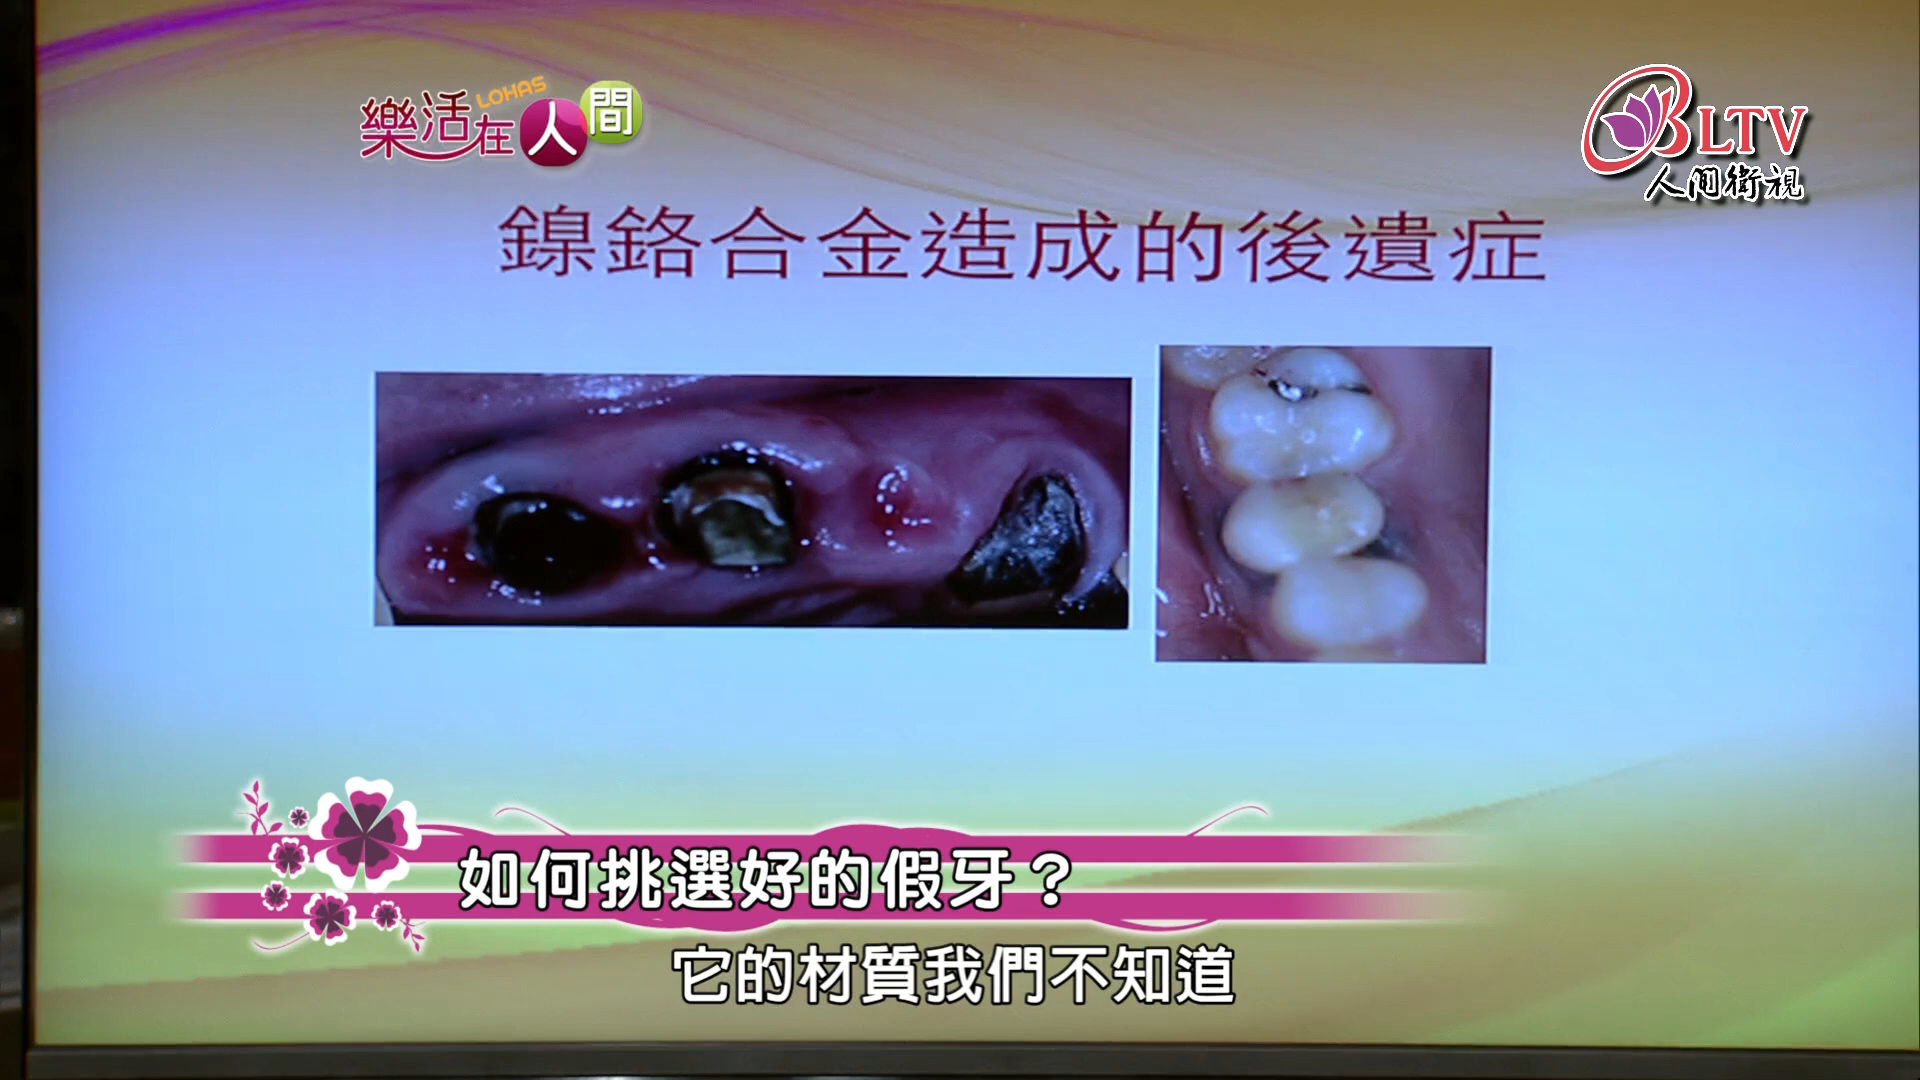 樂活在人間
LOHAS
BLTV
人間衛視
鎳鉻合金造成的後遺症
如何挑選好的假牙？
它的材質我們不知道